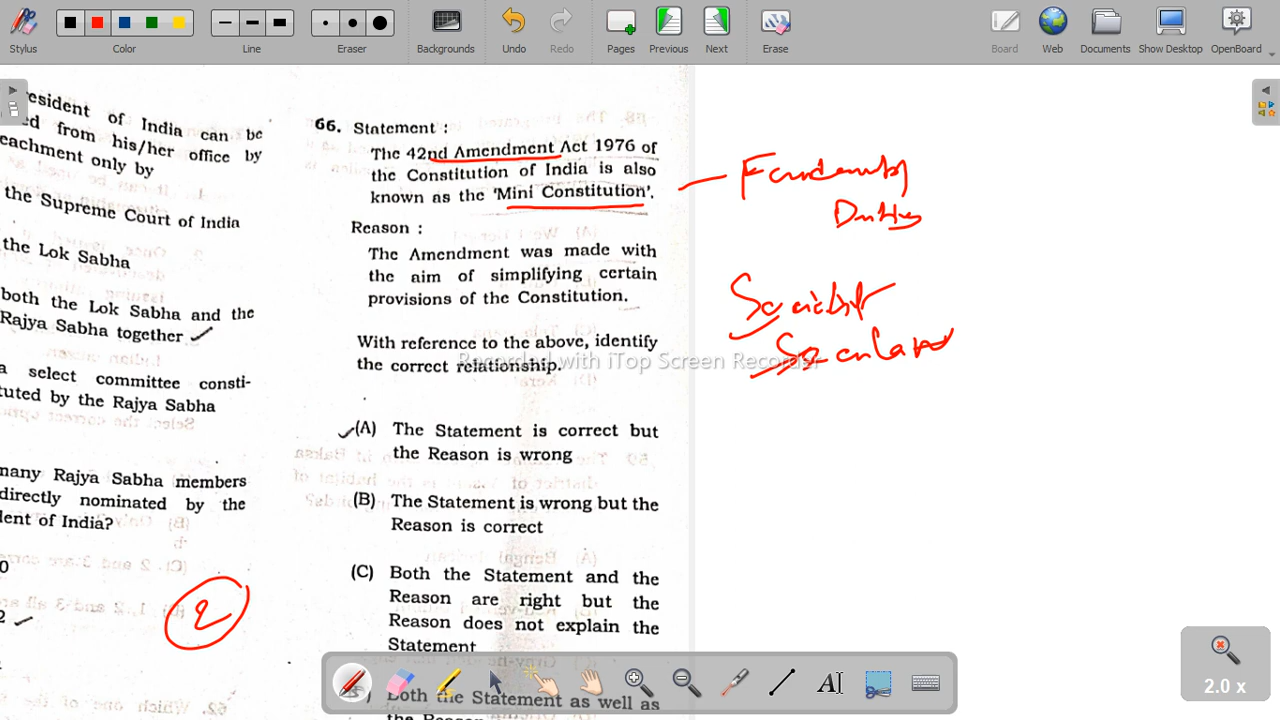 Stylus
Color
Line
Eraser
Backgrounds
Undo
Redo
Pages
Previous
Next
Erase
Board
Web
Documents
Show Desktop
OpenBoard
resident of India can be
ed from his/her office by
eachment only by
the Supreme Court of India
the Lok Sabha
both the Lok Sabha and the
Rajya Sabha together
a select committee consti-
tuted by the Rajya Sabha
many Rajya Sabha members
directly nominated by the
dent of India?
0
2
2
66. Statement :
The 42nd Amendment Act 1976 of
the Constitution of India is also
known as the 'Mini Constitution'.
Reason :
The Amendment was made with
the aim of simplifying certain
provisions of the Constitution.
With reference to the above, identify
the correct relationship.
Recorded with iTop Screen Recorder
(A) The Statement is correct but
the Reason is wrong
(B) The Statement is wrong but the
Reason is correct
(C) Both the Statement and the
Reason are right but the
Reason does not explain the
Statement
Both the Statement as well as
the Reason
Duties
Socialist
Secular
2.0 x